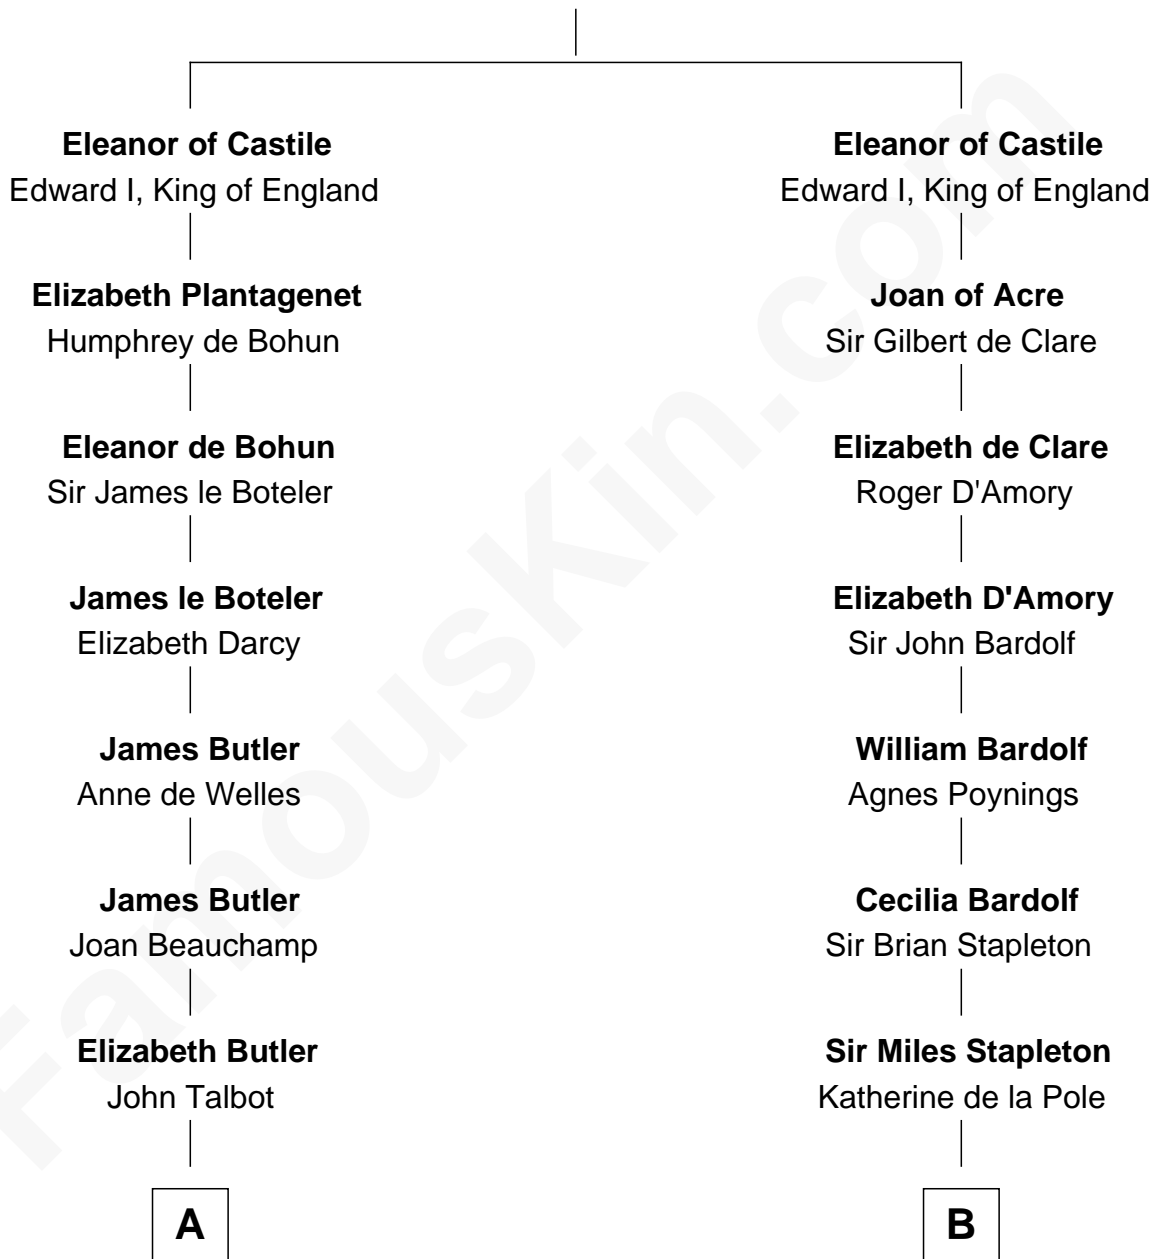 Eleanor of Castile
Edward I, King of England
Elizabeth Plantagenet
Humphrey de Bohun
Eleanor de Bohun
Sir James le Boteler
James le Boteler
Elizabeth Darcy
James Butler
Anne de Welles
James Butler
Joan Beauchamp
Elizabeth Butler
John Talbot
A
Eleanor of Castile
Edward I, King of England
Joan of Acre
Sir Gilbert de Clare
Elizabeth de Clare
Roger D'Amory
Elizabeth D'Amory
Sir John Bardolf
William Bardolf
Agnes Poynings
Cecilia Bardolf
Sir Brian Stapleton
Sir Miles Stapleton
Katherine de la Pole
B
FamousKin.com